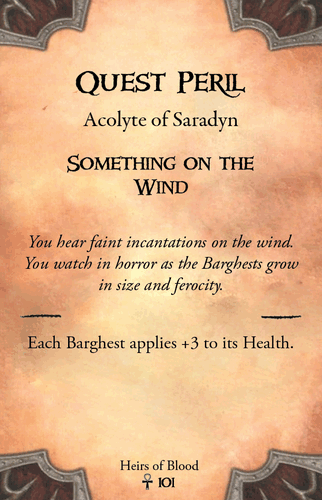 Quest Peril
Acolyte of Saradyn
Something on the
Wind
You hear faint incantations on the wind.
You watch in horror as the Barghests grow
in size and ferocity.
Each Barghest applies +3 to its Health.
Heirs of Blood
☥ 101